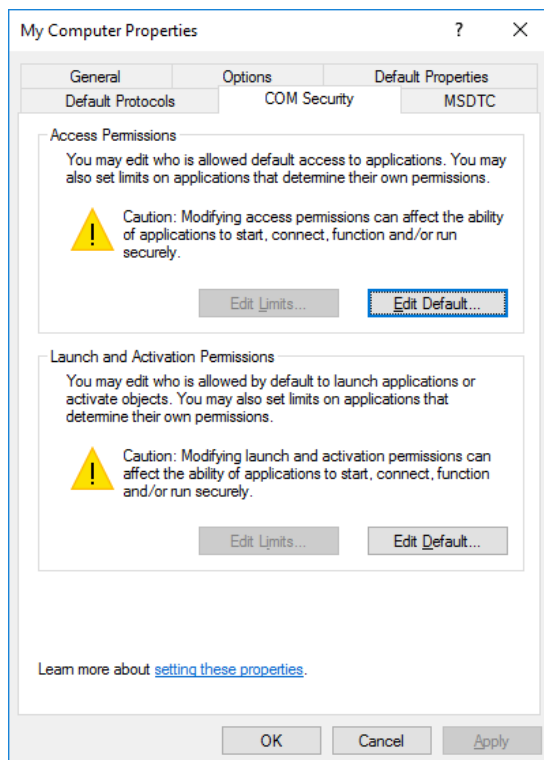 My Computer Properties
?
General
Options
Default Properties
Default Protocols
COM Security
MSDTC
Access Permissions
You may edit who is allowed default access to applications. You may
also set limits on applications that determine their own permissions.
Caution: Modifying access permissions can affect the ability
of applications to start, connect, function and/or run
securely.
Edit Limits...
Edit Default...
Launch and Activation Permissions
You may edit who is allowed by default to launch applications or
activate objects. You may also set limits on applications that
determine their own permissions.
Caution: Modifying launch and activation permissions can
affect the ability of applications to start, connect, function
and/or run securely.
Edit Limits...
Edit Default...
Learn more about setting these properties.
OK
Cancel
Apply